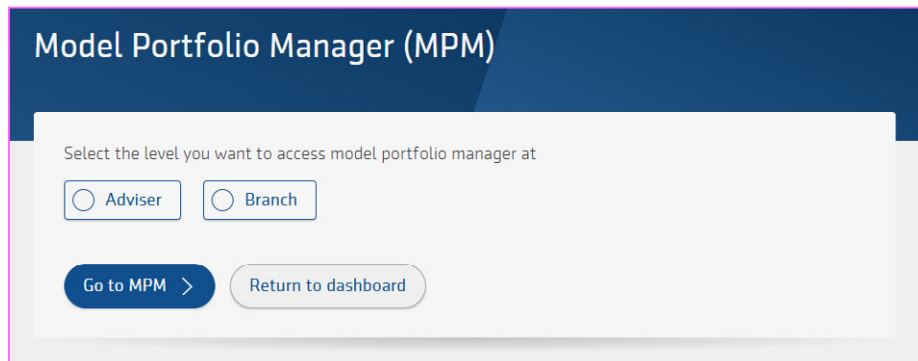 Model Portfolio Manager (MPM)
Select the level you want to access model portfolio manager at
Adviser Branch
Go to MPM Return to dashboard